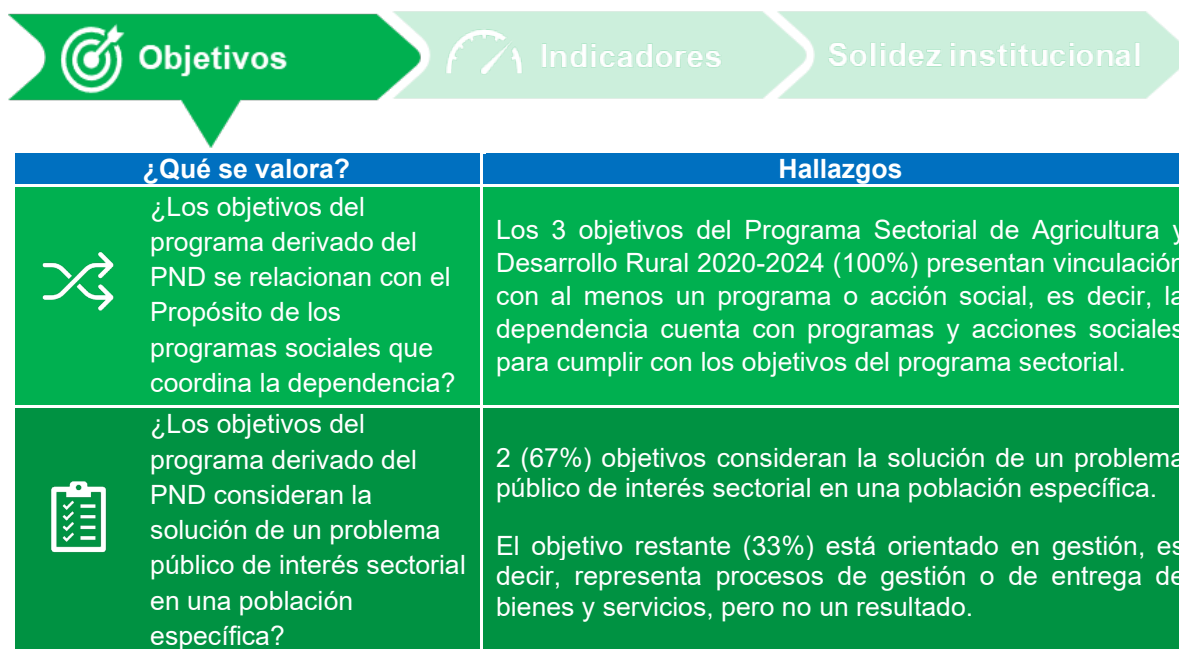 Objetivos
Indicadores
Solidez institucional
¿Qué se valora?
Hallazgos
¿Los objetivos del
programa derivado del
PND se relacionan con el
Propósito de los
programas sociales que
coordina la dependencia?
Los 3 objetivos del Programa Sectorial de Agricultura y
Desarrollo Rural 2020-2024 (100%) presentan vinculación
con al menos un programa o acción social, es decir, la
dependencia cuenta con programas y acciones sociales
para cumplir con los objetivos del programa sectorial.
¿Los objetivos del
programa derivado del
PND consideran la
solución de un problema
público de interés sectorial
en una población
específica?
2 (67%) objetivos consideran la solución de un problema
público de interés sectorial en una población específica.
El objetivo restante (33%) está orientado en gestión, es
decir, representa procesos de gestión o de entrega de
bienes y servicios, pero no un resultado.